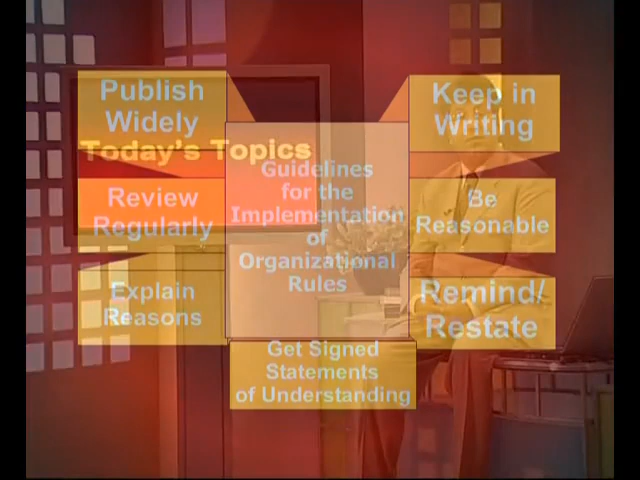 Publish
Widely
Keep in
Writing
Today's Topics
Guidelines
for the
Implementation
of
Organizational
Rules
Review
Regularly
Be
Reasonable
Explain
Reasons
Remind/
Restate
Get Signed
Statements
of Understanding